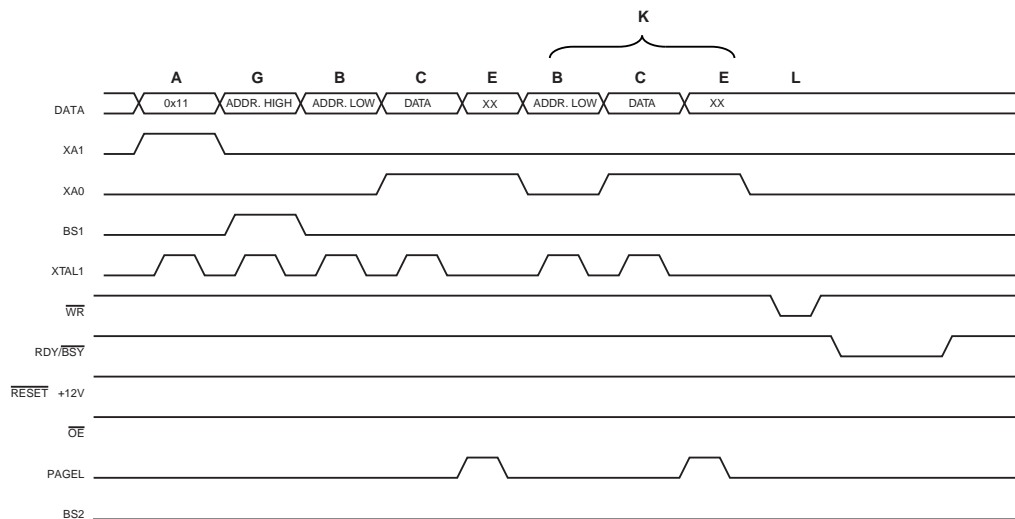 K
A G B C E B C E L
DATA 0x11 ADDR. HIGH ADDR. LOW DATA XX ADDR. LOW DATA XX
XA1
XA0
BS1
XTAL1
WR
RDY/BSY
RESET +12V
OE
PAGEL
BS2